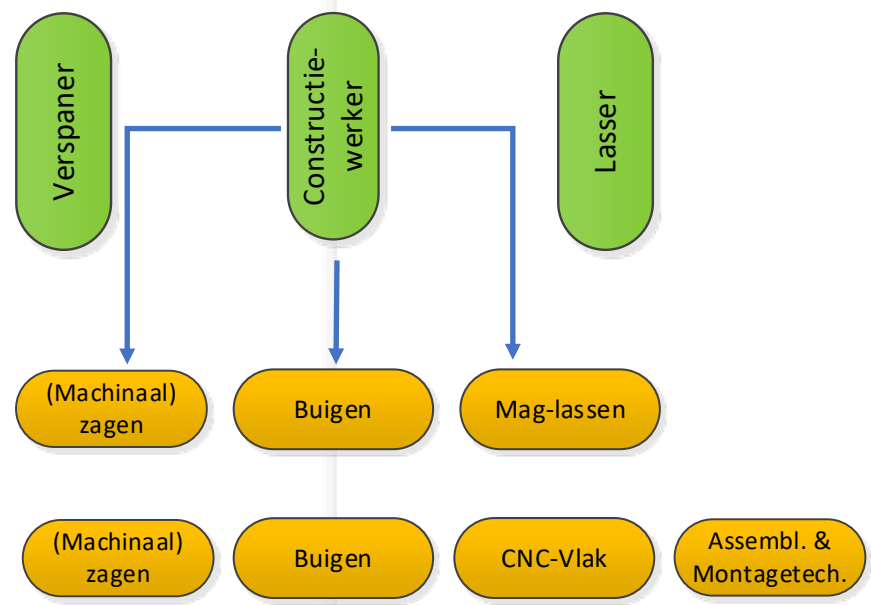 Verspaner
Constructie-
werker
Lasser
(Machinaal)
zagen
Buigen
Mag-lassen
(Machinaal)
zagen
Buigen
CNC-Vlak
Assembl. &
Montagetech.